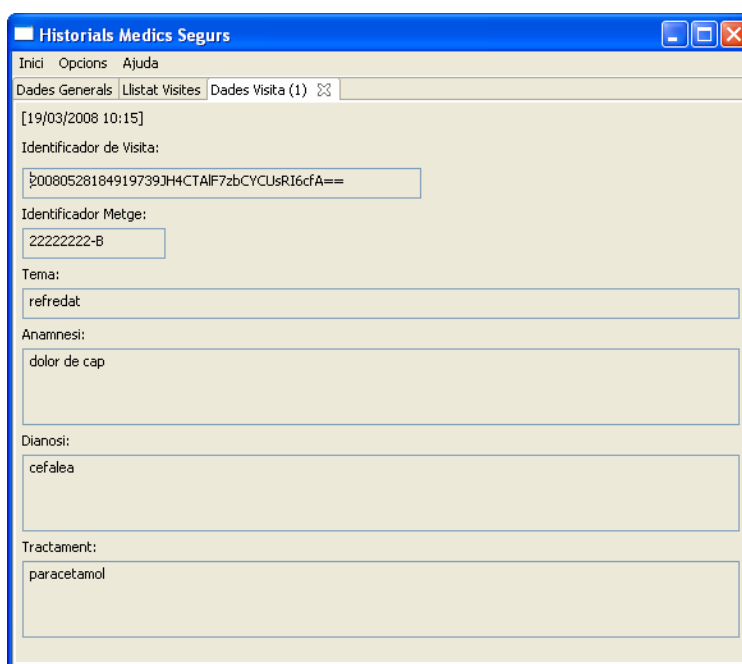 Historials Medics Segurs
Inici Opcions Ajuda
Dades Generals Llistat Visites Dades Visita (1)
[19/03/2008 10:15]
Identificador de Visita:
20080528184919739JH4CTAlF7zbCYCUsRI6cfA==
Identificador Metge:
22222222-B
Tema:
refredat
Anamnesi:
dolor de cap
Dianosi:
cefalea
Tractament:
paracetamol